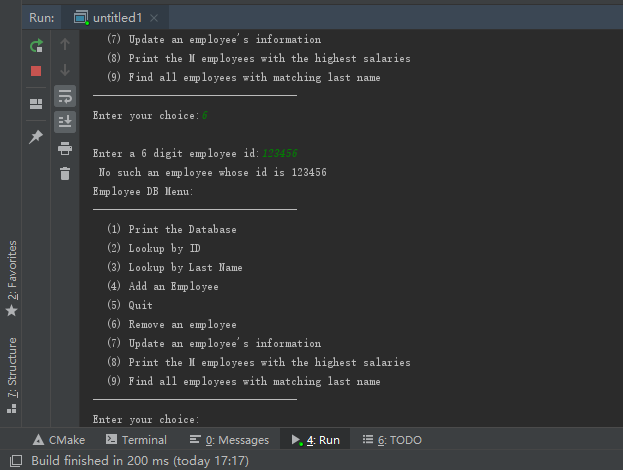 Run: untitled1
(7) Update an employee's information
(8) Print the M employees with the highest salaries
(9) Find all employees with matching last name
Enter your choice:6
Enter a 6 digit employee id:123456
No such an employee whose id is 123456
Employee DB Menu:
(1) Print the Database
(2) Lookup by ID
(3) Lookup by Last Name
(4) Add an Employee
(5) Quit
(6) Remove an employee
(7) Update an employee's information
(8) Print the M employees with the highest salaries
(9) Find all employees with matching last name
Enter your choice:
2: Favorites
7: Structure
CMake Terminal 0: Messages 4: Run 6: TODO
Build finished in 200 ms (today 17:17)